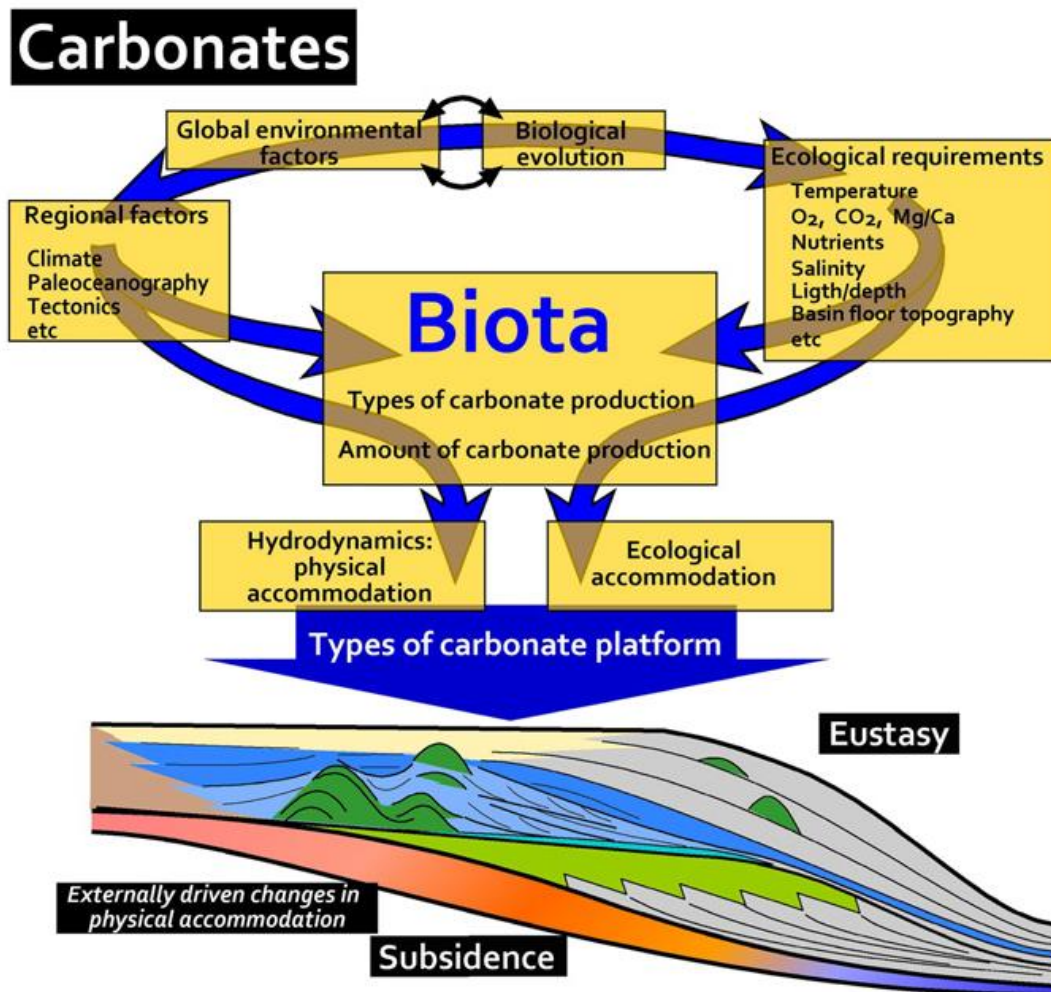 Carbonates
Global environmental
factors
Biological
evolution
Ecological requirements
Temperature
O2, CO2, Mg/Ca
Nutrients
Salinity
Ligth/depth
Basin floor topography
etc
Regional factors
Climate
Paleoceanography
Tectonics
etc
Biota
Types of carbonate production
Amount of carbonate production
Hydrodynamics:
physical
accommodation
Ecological
accommodation
Types of carbonate platform
Eustasy
Externally driven changes in
physical accommodation
Subsidence